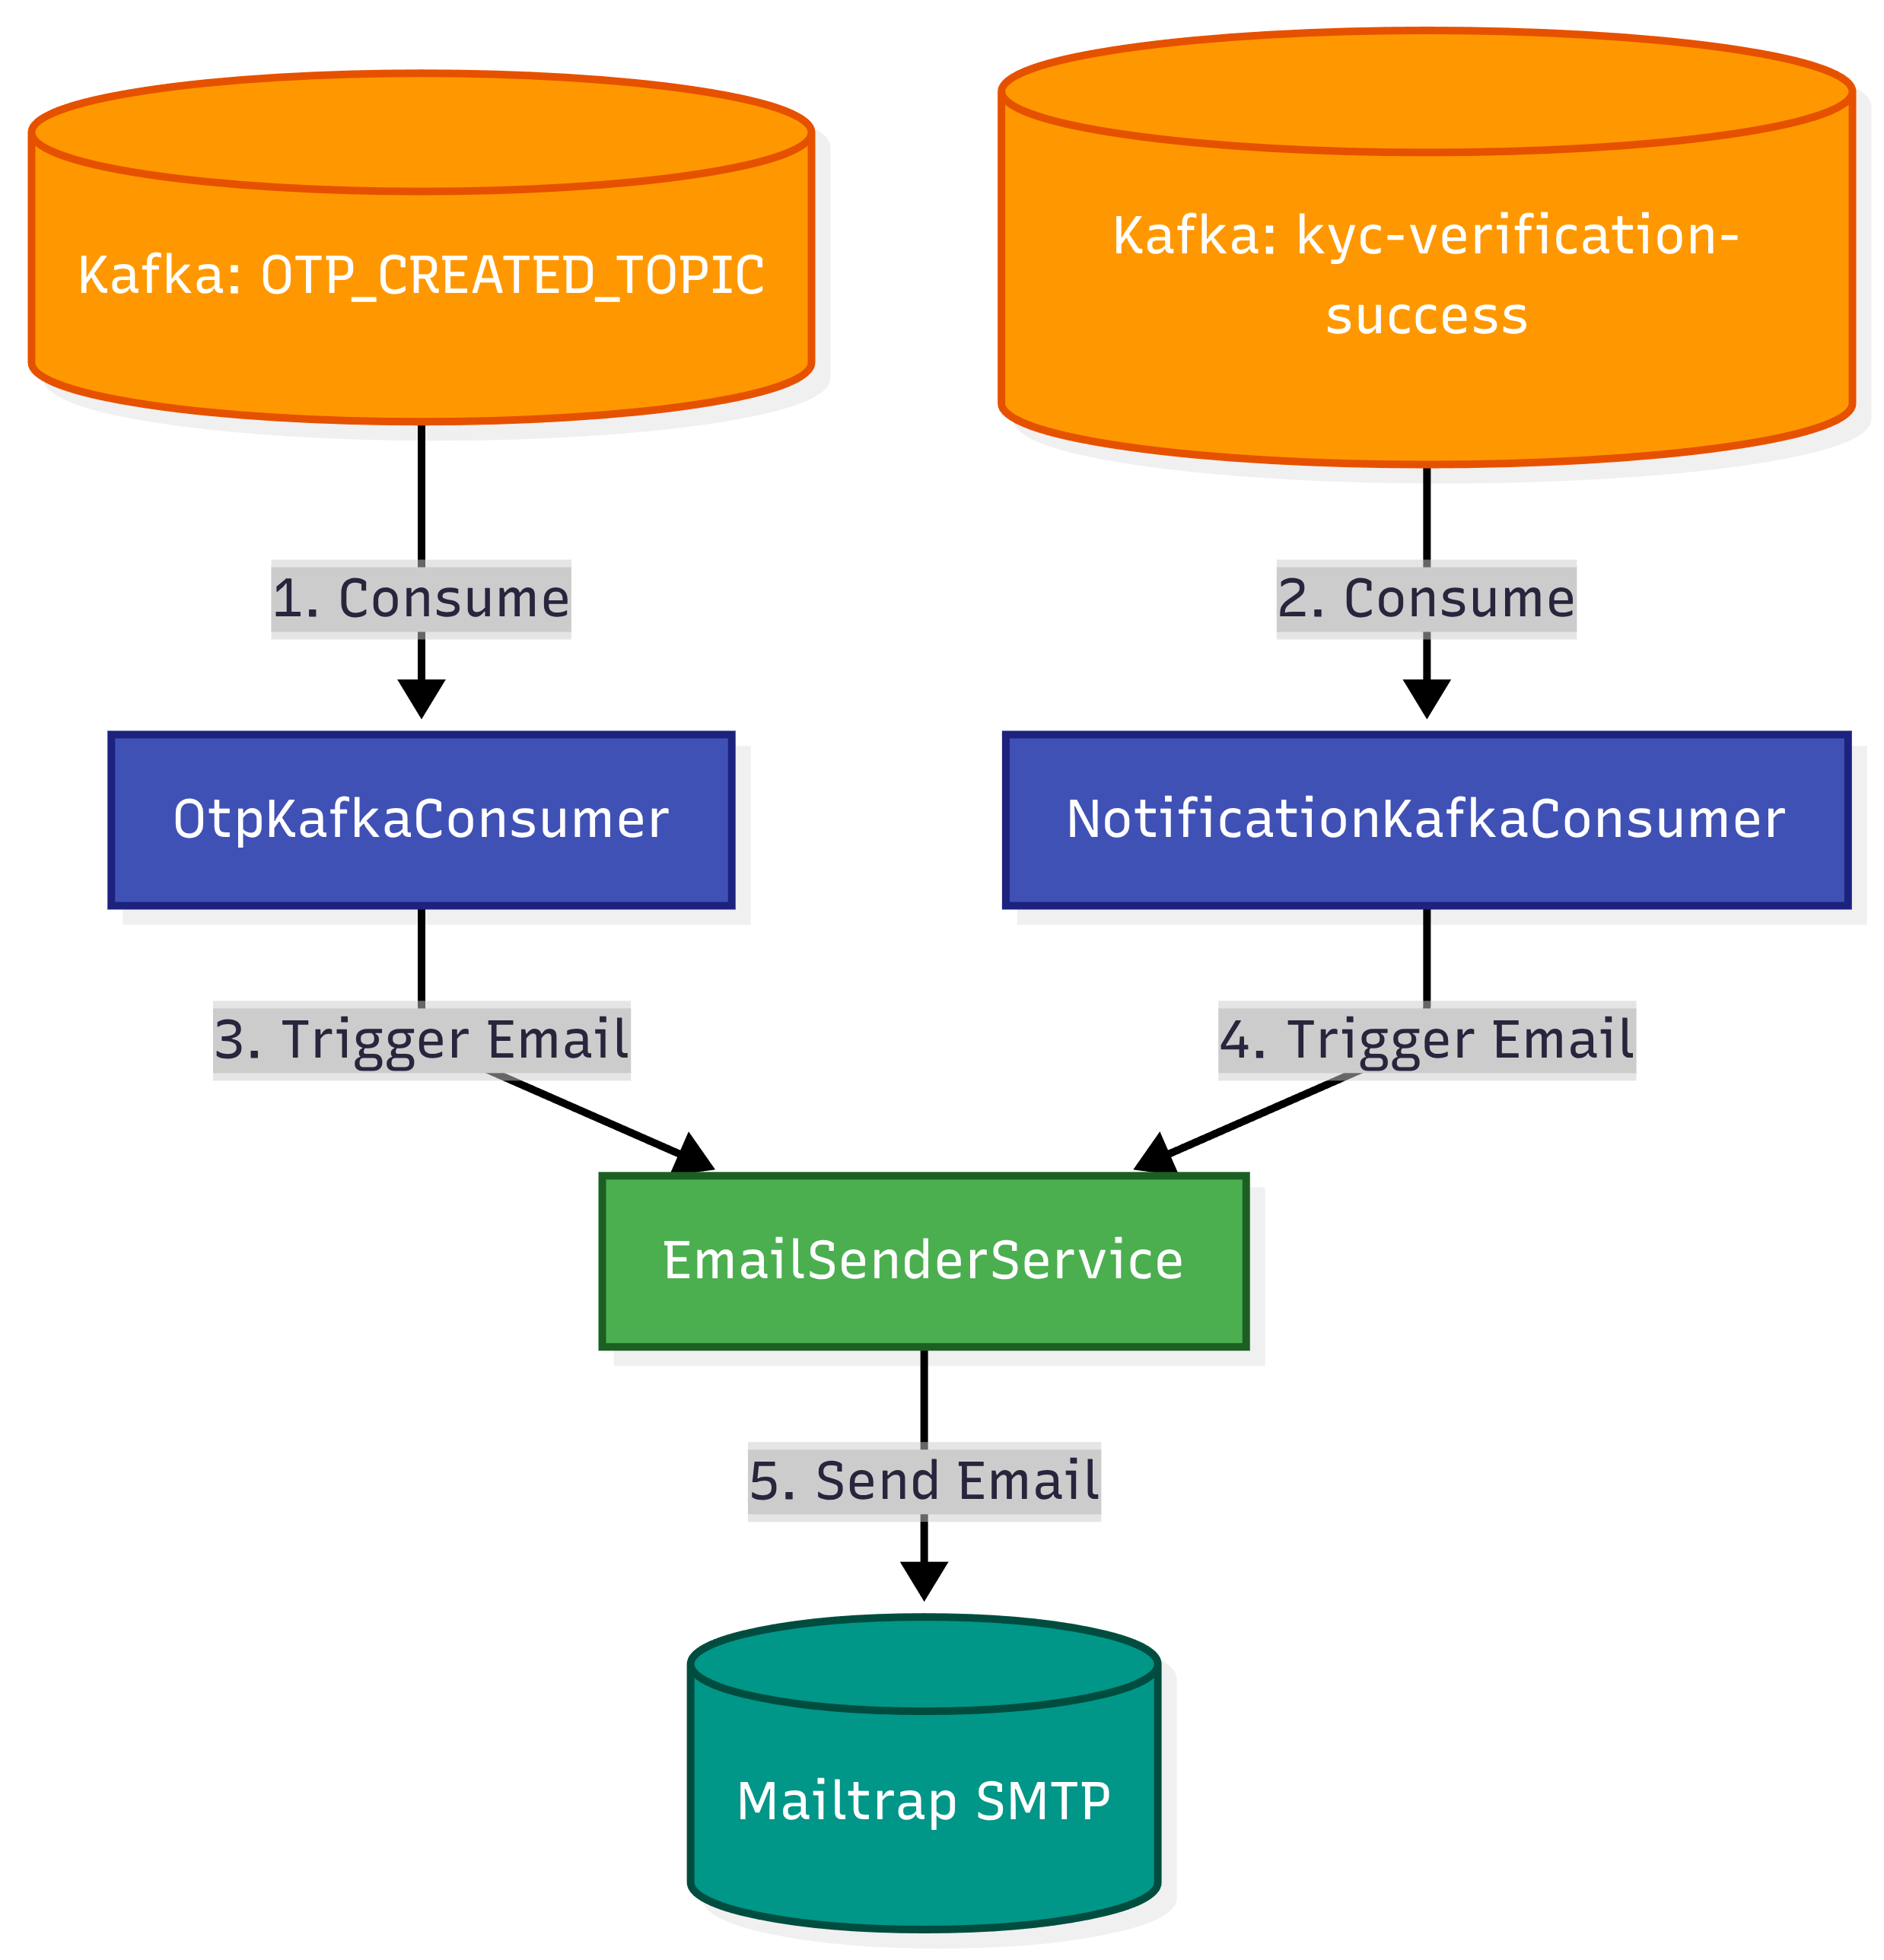 Kafka: OTP_CREATED_TOPIC
Kafka: kyc-verification-
success
1. Consume
2. Consume
OtpKafkaConsumer
NotificationKafkaConsumer
3. Trigger Email
4. Trigger Email
EmailSenderService
5. Send Email
Mailtrap SMTP